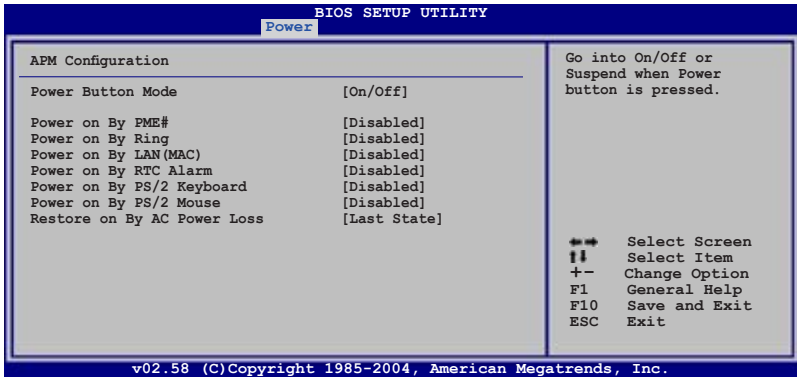 BIOS SETUP UTILITY
Power
APM Configuration
Power Button Mode [On/Off]
Power on By PME# [Disabled]
Power on By Ring [Disabled]
Power on By LAN(MAC) [Disabled]
Power on By RTC Alarm [Disabled]
Power on By PS/2 Keyboard [Disabled]
Power on By PS/2 Mouse [Disabled]
Restore on By AC Power Loss [Last State]
Go into On/Off or
Suspend when Power
button is pressed.
←→ Select Screen
↑↓ Select Item
+- Change Option
F1 General Help
F10 Save and Exit
ESC Exit
v02.58 (C)Copyright 1985-2004, American Megatrends, Inc.